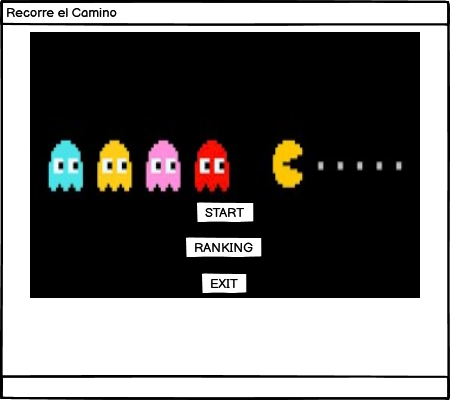 Recorre el Camino
START
RANKING
EXIT